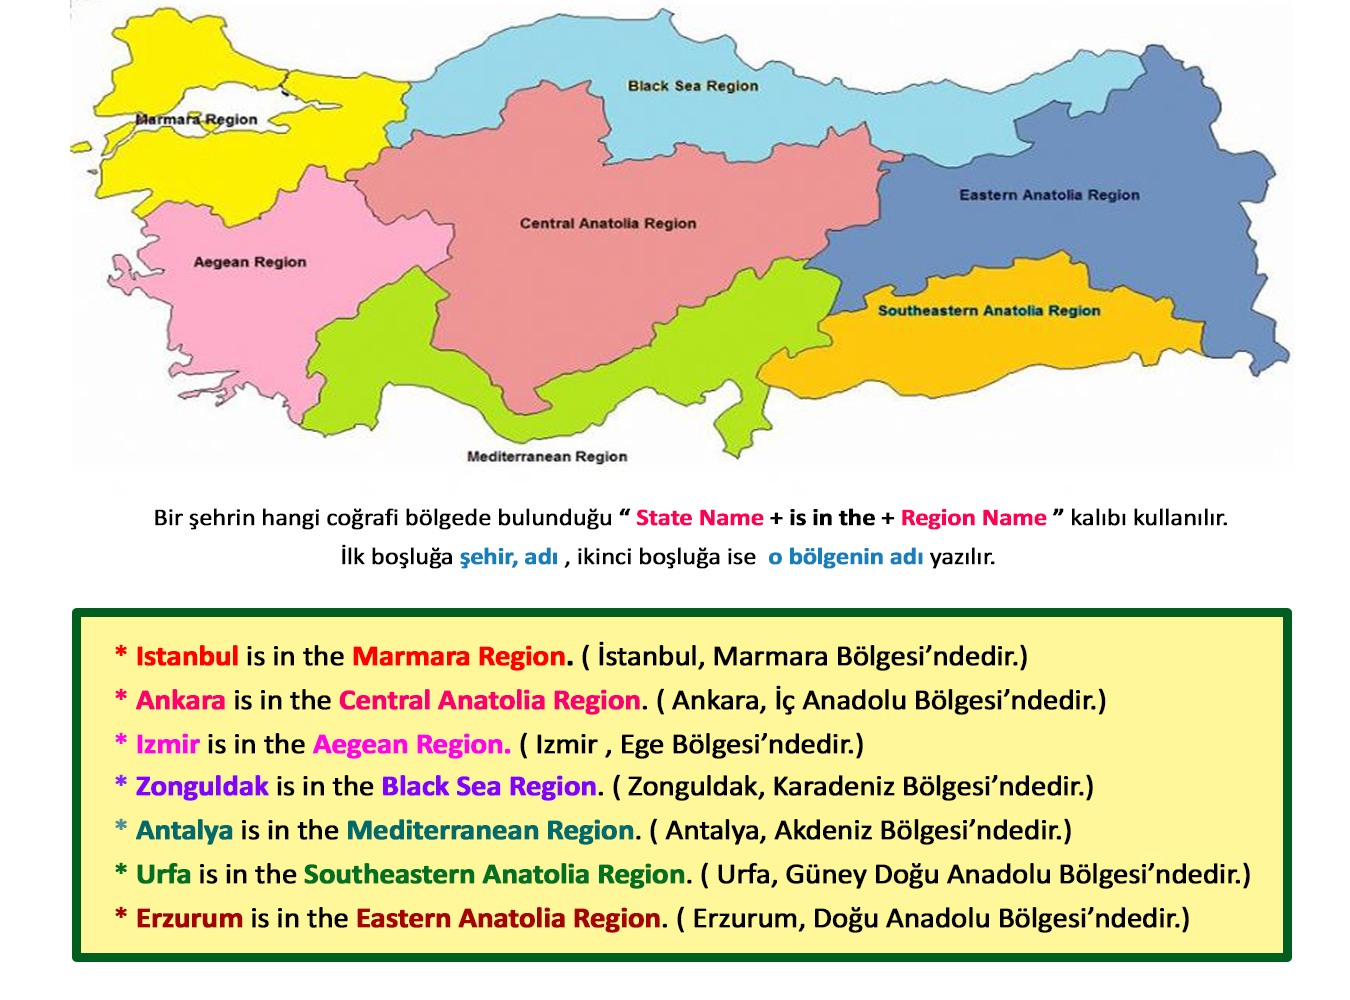 Black Sea Region
Marmara Region
Eastern Anatolia Region
Central Anatolia Region
Aegean Region
Southeastern Anatolia Region
Mediterranean Region
Bir şehrin hangi coğrafi bölgede bulunduğu “ State Name + is in the + Region Name ” kalıbı kullanılır.
İlk boşluğa şehir, adı , ikinci boşluğa ise o bölgenin adı yazılır.
* Istanbul is in the Marmara Region. ( İstanbul, Marmara Bölgesi’ndedir.)
* Ankara is in the Central Anatolia Region. ( Ankara, İç Anadolu Bölgesi’ndedir.)
* Izmir is in the Aegean Region. ( Izmir , Ege Bölgesi’ndedir.)
* Zonguldak is in the Black Sea Region. ( Zonguldak, Karadeniz Bölgesi’ndedir.)
* Antalya is in the Mediterranean Region. ( Antalya, Akdeniz Bölgesi’ndedir.)
* Urfa is in the Southeastern Anatolia Region. ( Urfa, Güney Doğu Anadolu Bölgesi’ndedir.)
* Erzurum is in the Eastern Anatolia Region. ( Erzurum, Doğu Anadolu Bölgesi’ndedir.)